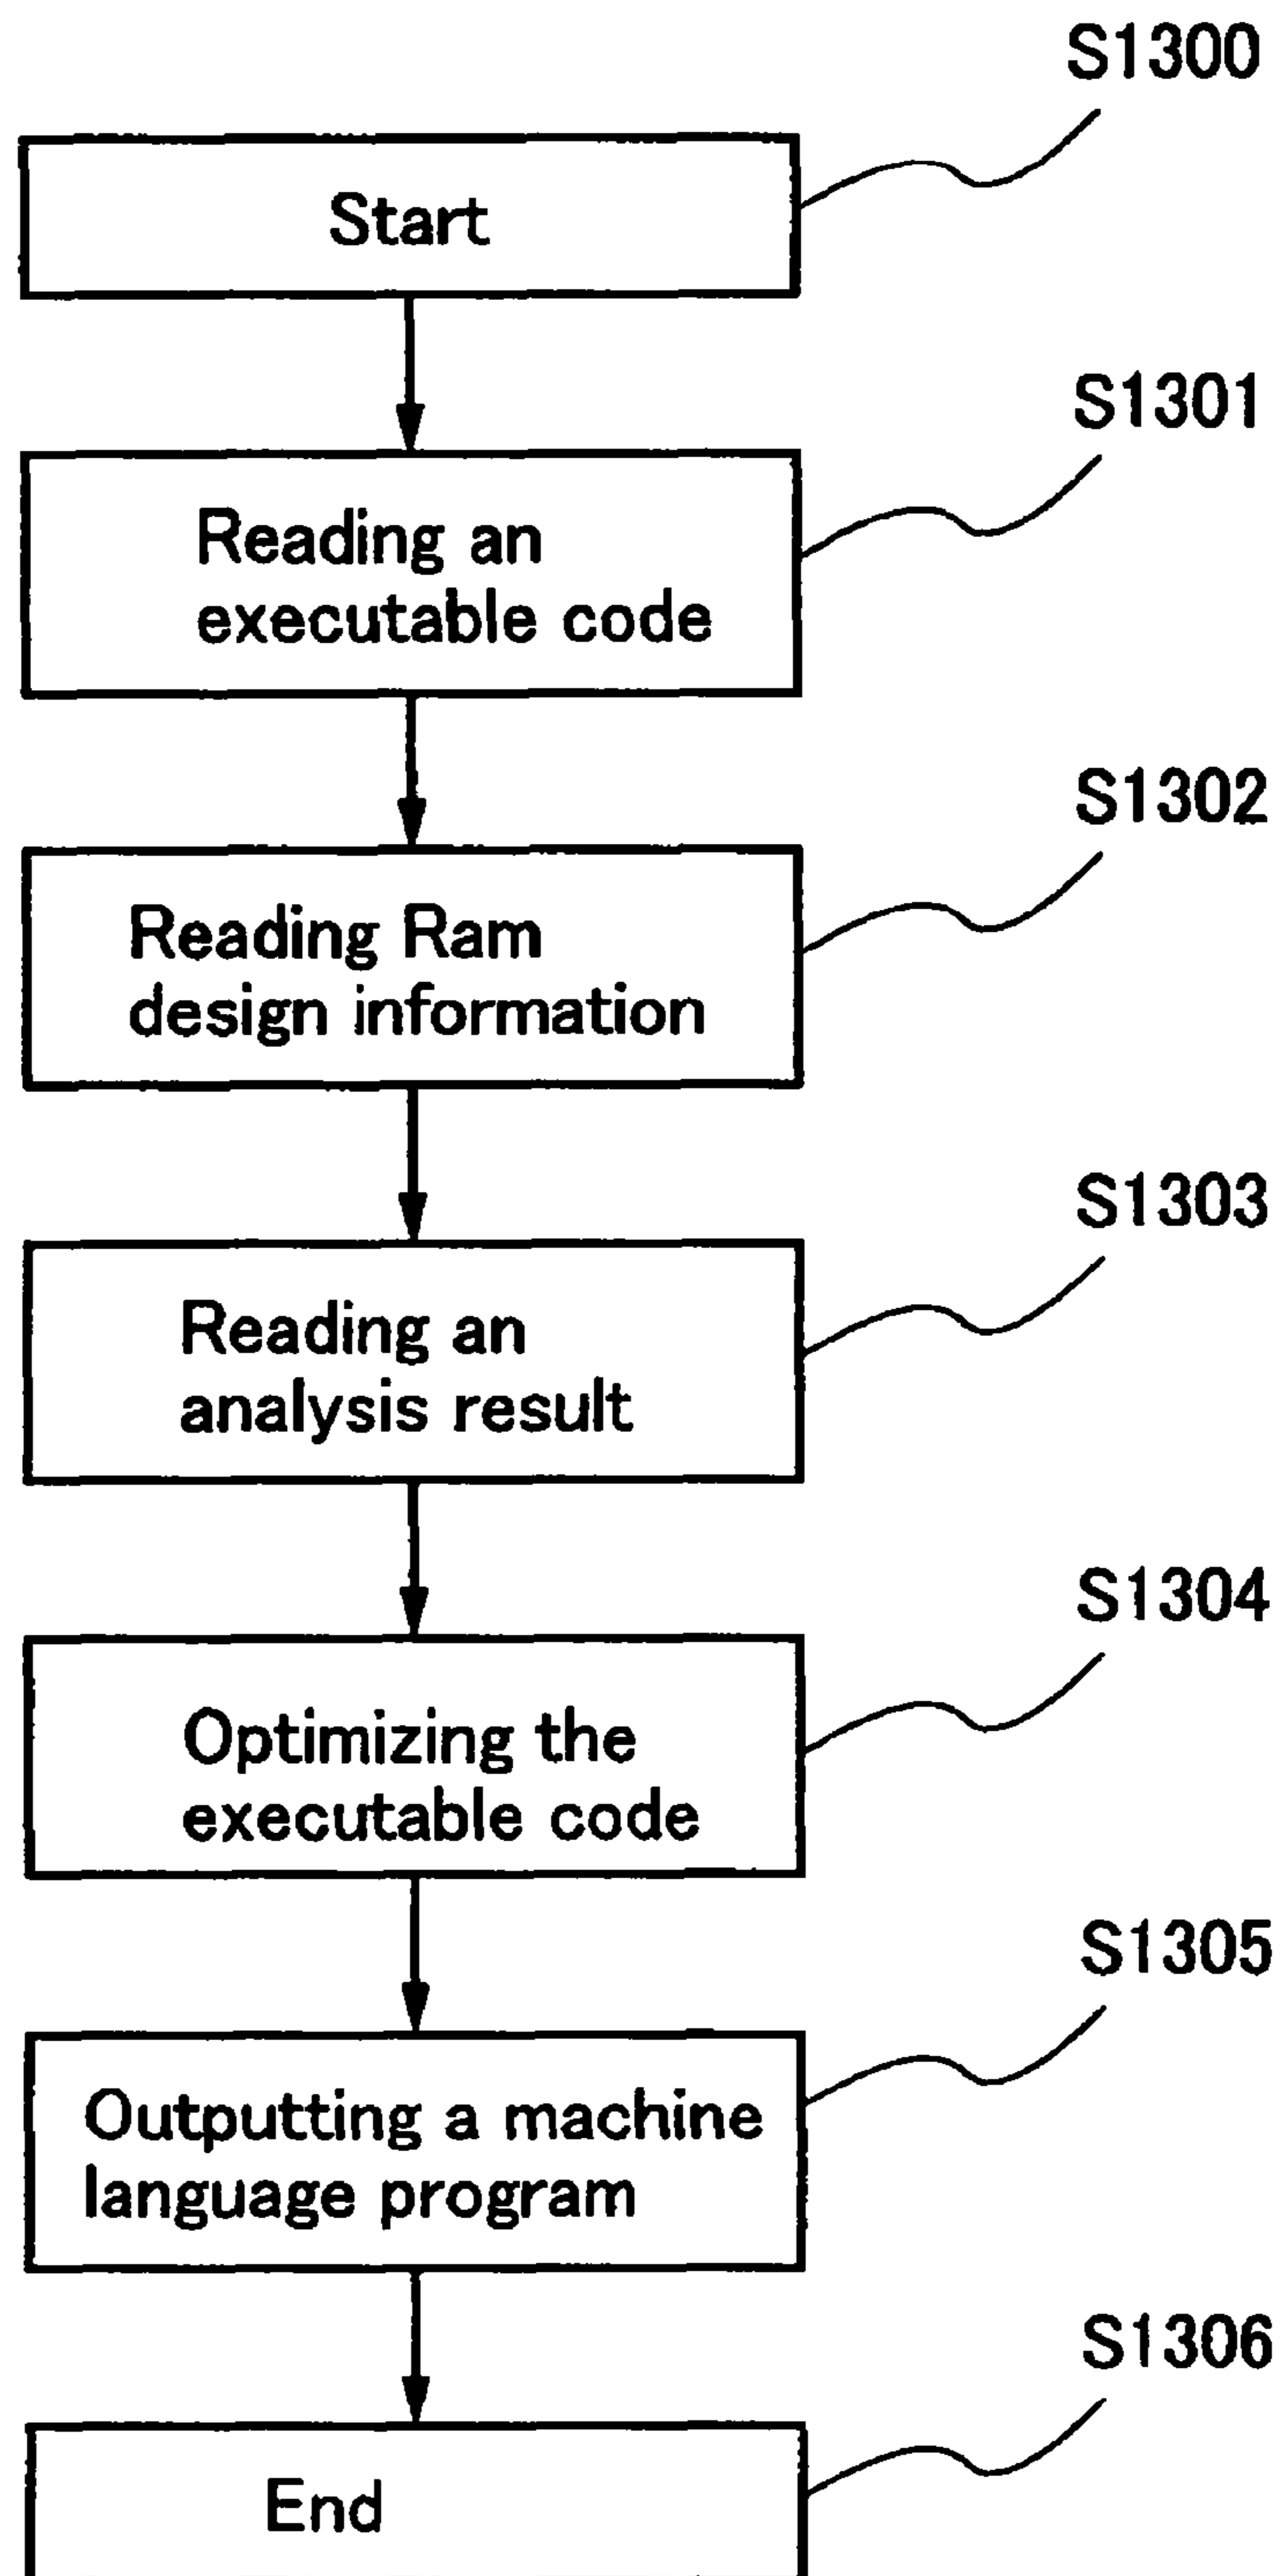 S1300
Start
S1301
Reading an
executable code
S1302
Reading Ram
design information
S1303
Reading an
analysis result
S1304
Optimizing the
executable code
S1305
Outputting a machine
language program
S1306
End